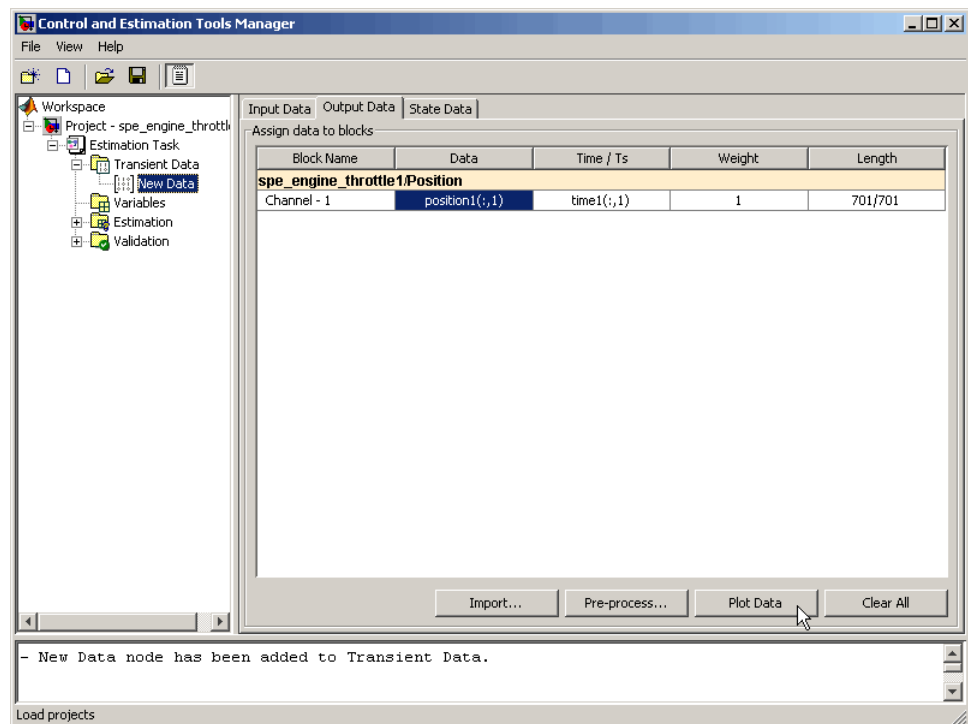 Control and Estimation Tools Manager
File View Help
Workspace
Project - spe_engine_throttl
Estimation Task
Transient Data
New Data
Variables
Estimation
Validation
Input Data Output Data State Data
Assign data to blocks
Block Name Data Time / Ts Weight Length
spe_engine_throttle1/Position
Channel - 1 position1(:,1) time1(:,1) 1 701/701
Import... Pre-process... Plot Data Clear All
- New Data node has been added to Transient Data.
Load projects